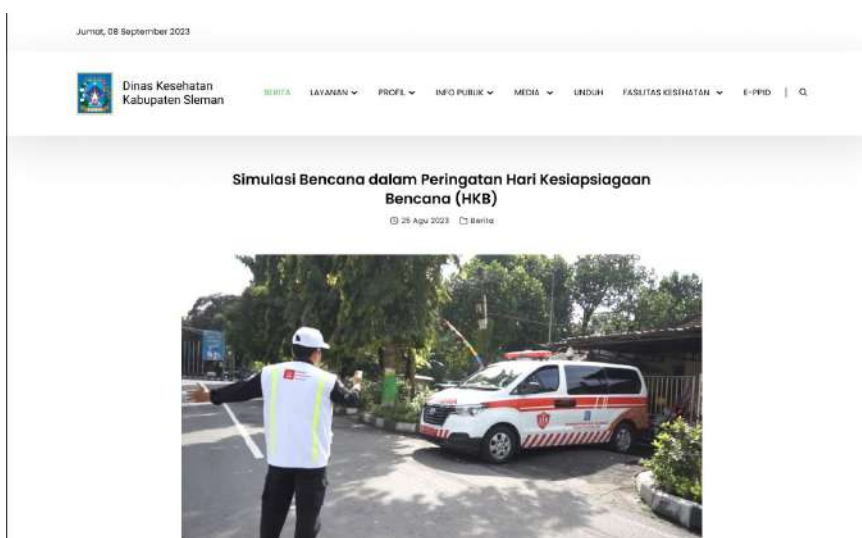 Jumat, 08 September 2023
Dinas Kesehatan
Kabupaten Sleman
BERITA LAYANAN PROFIL INFO PUBLIK MEDIA UNDUH FASILITAS KESEHATAN E-PPID
Simulasi Bencana dalam Peringatan Hari Kesiapsiagaan
Bencana (HKB)
25 Agu 2023 Berita